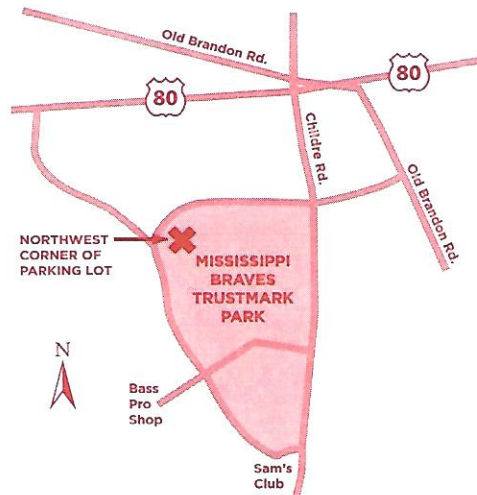 Old Brandon Rd.
80
80
Childre Rd.
Old Brandon Rd.
NORTHWEST
CORNER OF
PARKING LOT
MISSISSIPPI
BRAVES
TRUSTMARK
PARK
N
Bass
Pro
Shop
Sam's
Club